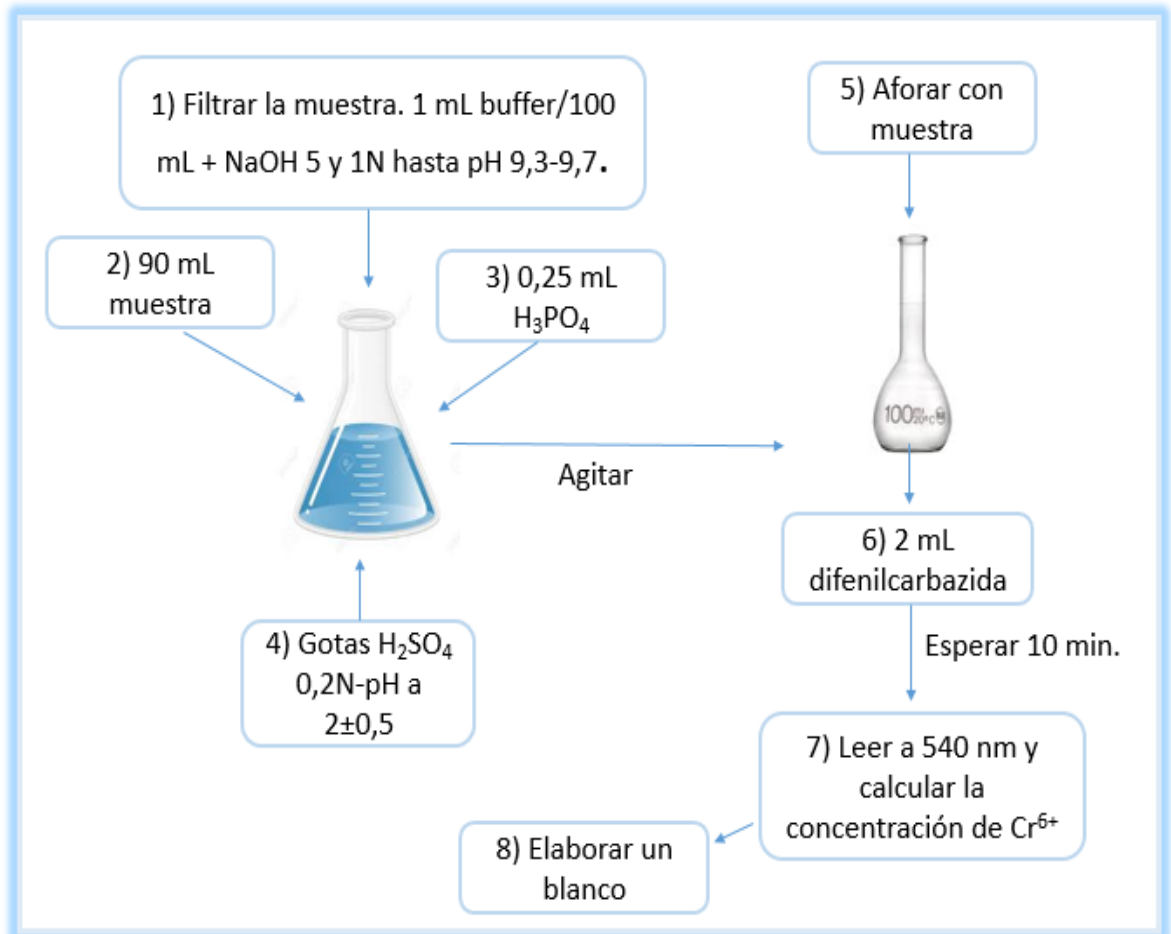 1) Filtrar la muestra. 1 mL buffer/100
mL + NaOH 5 y 1N hasta pH 9,3-9,7.
2) 90 mL
muestra
3) 0,25 mL
H₃PO₄
4) Gotas H₂SO₄
0,2N-pH a
2±0,5
Agitar
5) Aforar con
muestra
100
20°C
6) 2 mL
difenilcarbazida
Esperar 10 min.
7) Leer a 540 nm y
calcular la
concentración de Cr⁶⁺
8) Elaborar un
blanco